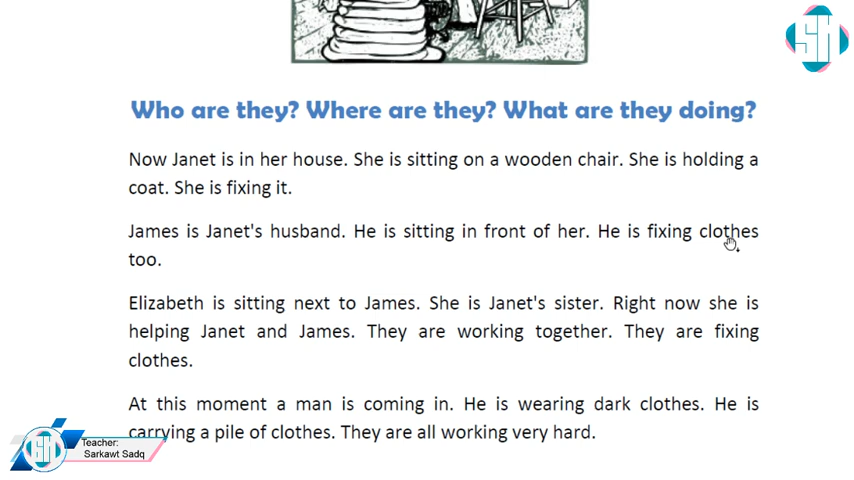 SM
Who are they? Where are they? What are they doing?
Now Janet is in her house. She is sitting on a wooden chair. She is holding a
coat. She is fixing it.
James is Janet's husband. He is sitting in front of her. He is fixing clothes
too.
Elizabeth is sitting next to James. She is Janet's sister. Right now she is
helping Janet and James. They are working together. They are fixing
clothes.
At this moment a man is coming in. He is wearing dark clothes. He is
carrying a pile of clothes. They are all working very hard.
SM
Teacher:
Sarkawt Sadq